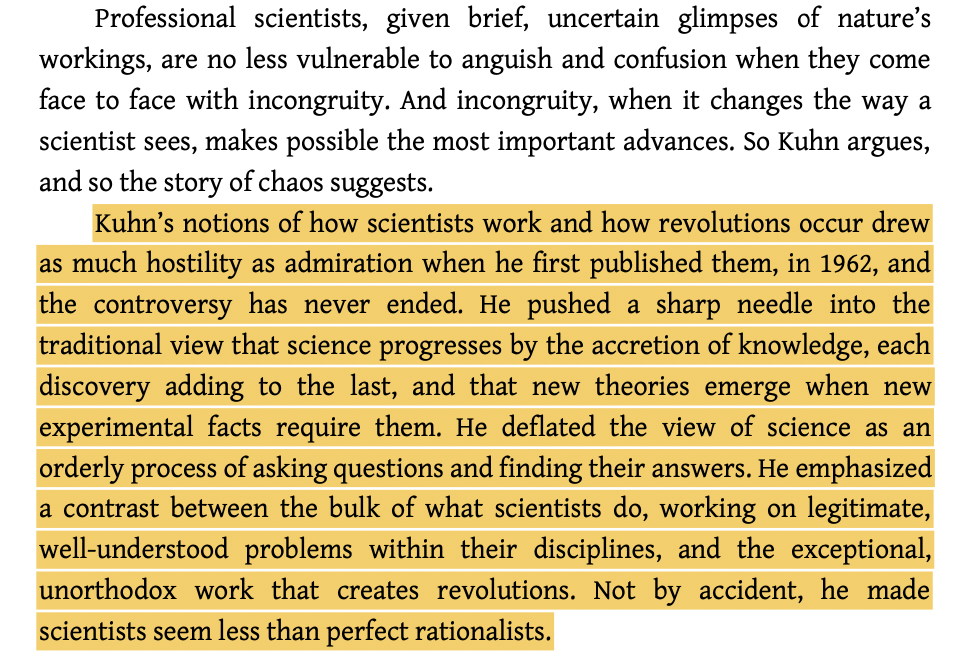 Professional scientists, given brief, uncertain glimpses of nature’s
workings, are no less vulnerable to anguish and confusion when they come
face to face with incongruity. And incongruity, when it changes the way a
scientist sees, makes possible the most important advances. So Kuhn argues,
and so the story of chaos suggests.
Kuhn’s notions of how scientists work and how revolutions occur drew
as much hostility as admiration when he first published them, in 1962, and
the controversy has never ended. He pushed a sharp needle into the
traditional view that science progresses by the accretion of knowledge, each
discovery adding to the last, and that new theories emerge when new
experimental facts require them. He deflated the view of science as an
orderly process of asking questions and finding their answers. He emphasized
a contrast between the bulk of what scientists do, working on legitimate,
well-understood problems within their disciplines, and the exceptional,
unorthodox work that creates revolutions. Not by accident, he made
scientists seem less than perfect rationalists.